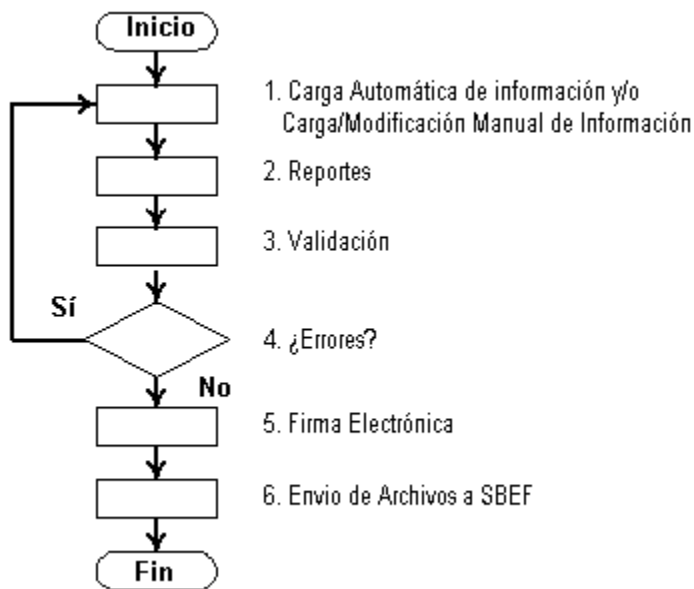 Inicio
1. Carga Automática de información y/o
Carga/Modificación Manual de Información
2. Reportes
3. Validación
Sí
4. ¿Errores?
No
5. Firma Electrónica
6. Envio de Archivos a SBEF
Fin